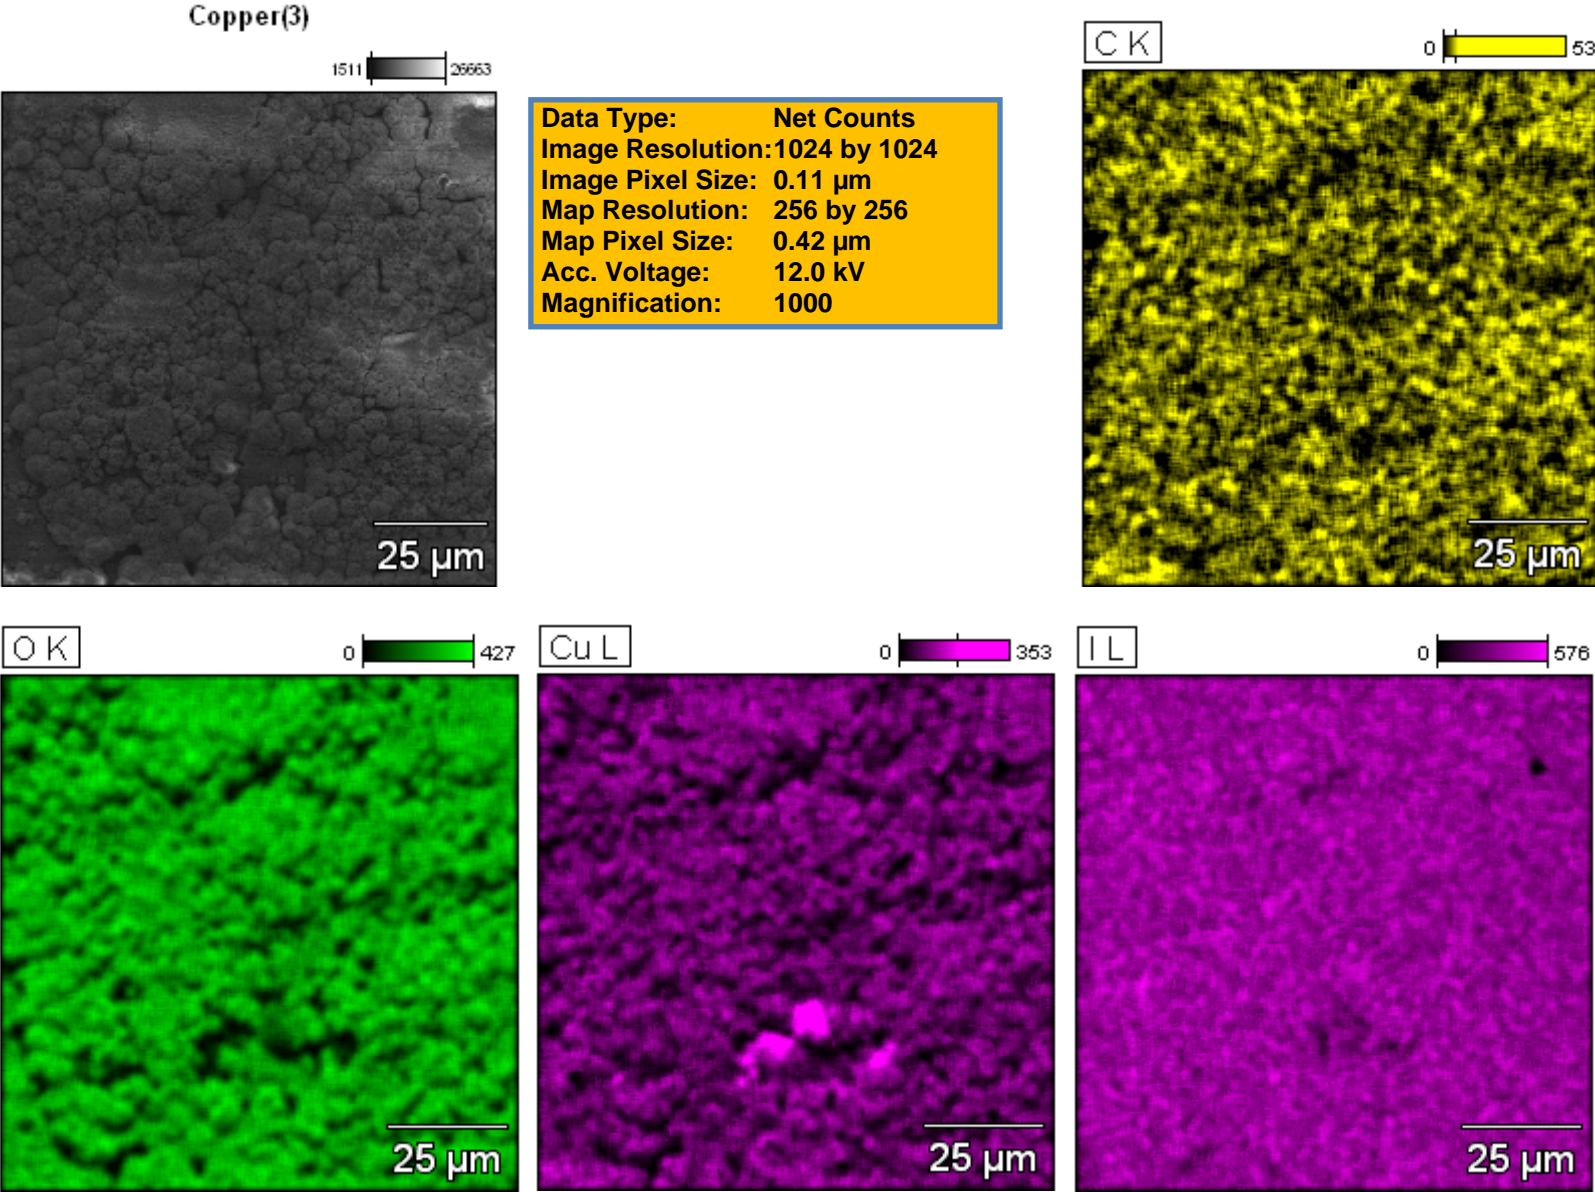 Copper(3)
1511 26663
25 µm
Data Type: Net Counts
Image Resolution: 1024 by 1024
Image Pixel Size: 0.11 µm
Map Resolution: 256 by 256
Map Pixel Size: 0.42 µm
Acc. Voltage: 12.0 kV
Magnification: 1000
C K
0 53
25 µm
O K
0 427
25 µm
Cu L
0 353
25 µm
I L
0 576
25 µm